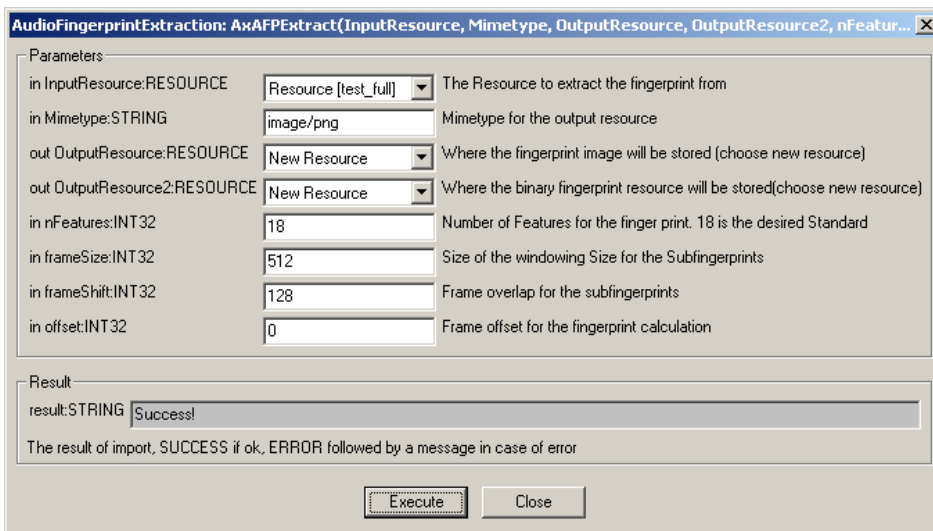 AudioFingerprintExtraction: AxAFPExtract(InputResource, Mimetype, OutputResource, OutputResource2, nFeatur...
Parameters
in InputResource:RESOURCE Resource [test_full] The Resource to extract the fingerprint from
in Mimetype:STRING image/png Mimetype for the output resource
out OutputResource:RESOURCE New Resource Where the fingerprint image will be stored (choose new resource)
out OutputResource2:RESOURCE New Resource Where the binary fingerprint resource will be stored(choose new resource)
in nFeatures:INT32 18 Number of Features for the finger print. 18 is the desired Standard
in frameSize:INT32 512 Size of the windowing Size for the Subfingerprints
in frameShift:INT32 128 Frame overlap for the subfingerprints
in offset:INT32 0 Frame offset for the fingerprint calculation
Result
result:STRING Success!
The result of import, SUCCESS if ok, ERROR followed by a message in case of error
Execute Close